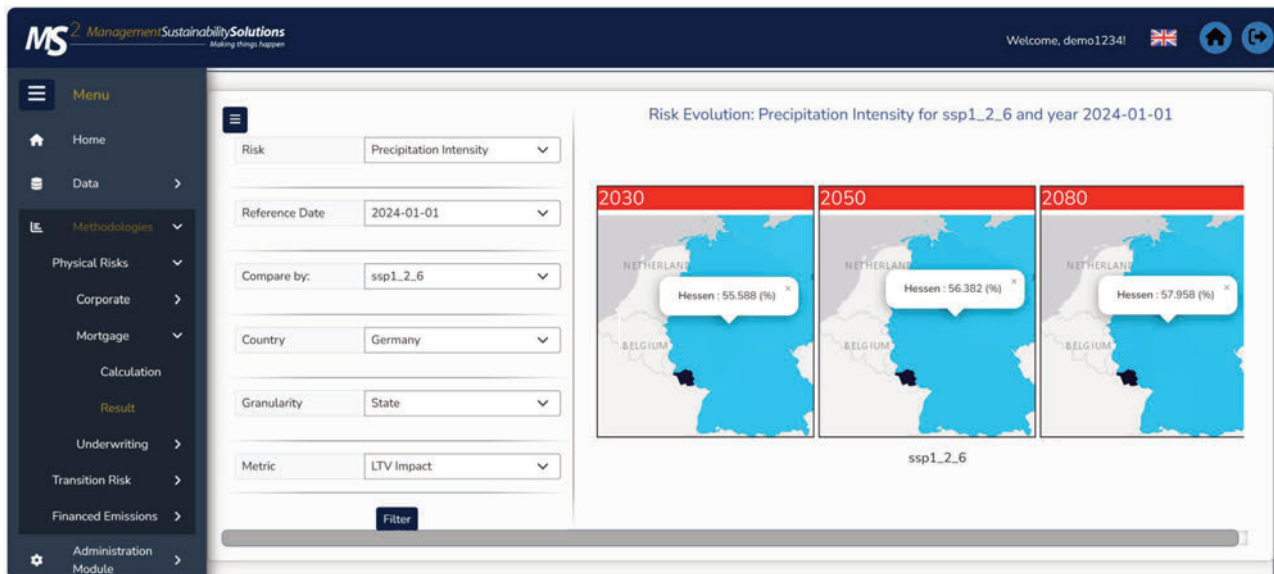 MS2 ManagementSustainabilitySolutions
Making things happen
Welcome, demo1234!
Menu
Home
Data
Methodologies
Physical Risks
Corporate
Mortgage
Calculation
Result
Underwriting
Transition Risk
Financed Emissions
Administration
Module
Risk Precipitation Intensity
Reference Date 2024-01-01
Compare by: ssp1_2_6
Country Germany
Granularity State
Metric LTV Impact
Filter
Risk Evolution: Precipitation Intensity for ssp1_2_6 and year 2024-01-01
2030
NETHERLAND
Hessen : 55.588 (%) ×
BELGIUM
2050
NETHERLAND
Hessen : 56.382 (%) ×
BELGIUM
2080
NETHERLAND
Hessen : 57.958 (%) ×
BELGIUM
ssp1_2_6